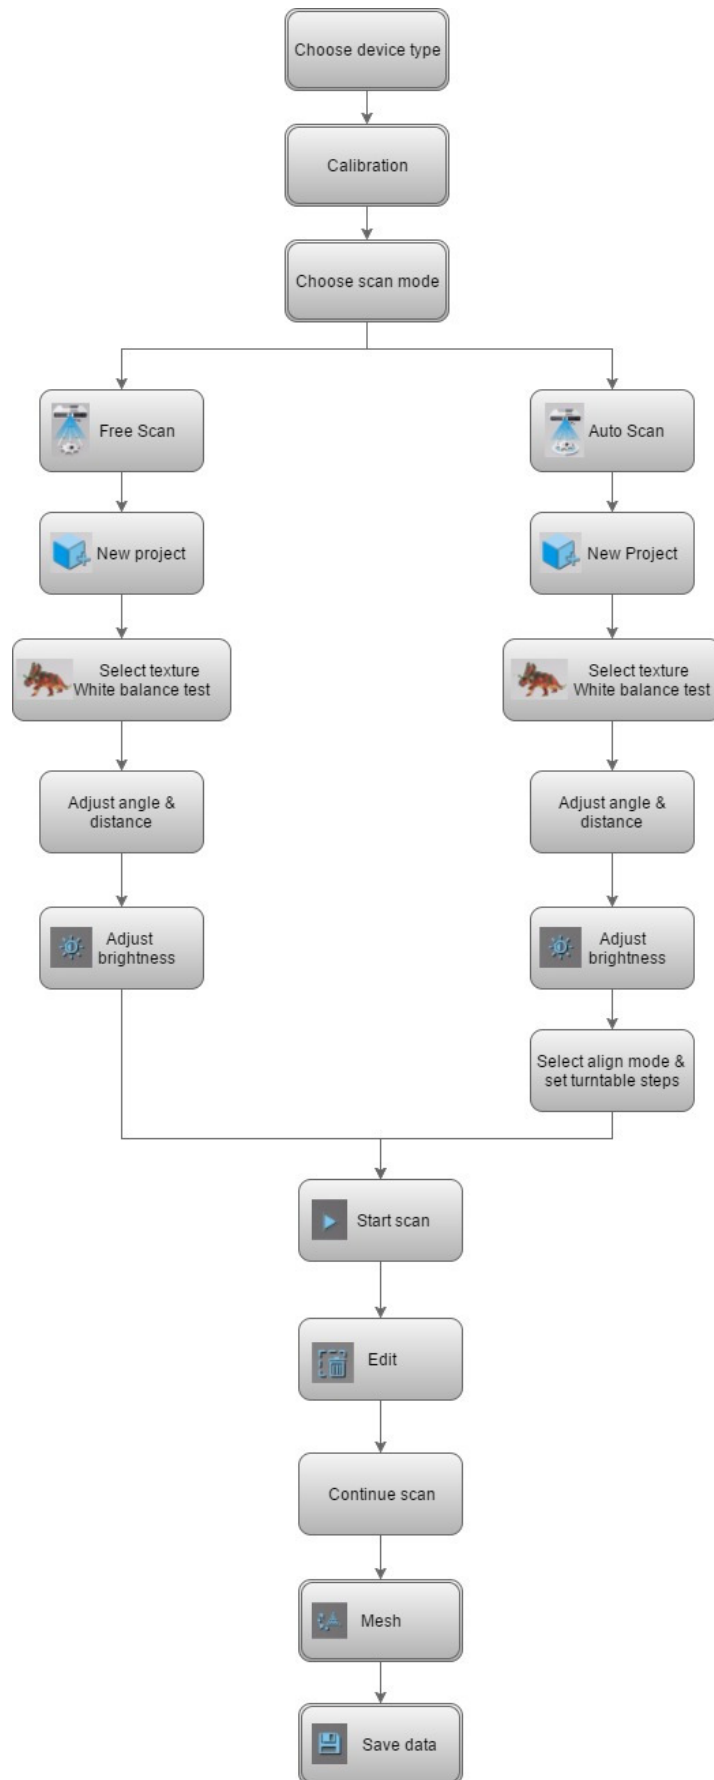 Choose device type
Calibration
Choose scan mode
Free Scan
Auto Scan
New project
New Project
Select texture
White balance test
Select texture
White balance test
Adjust angle &
distance
Adjust angle &
distance
Adjust
brightness
Adjust
brightness
Select align mode &
set turntable steps
Start scan
Edit
Continue scan
Mesh
Save data